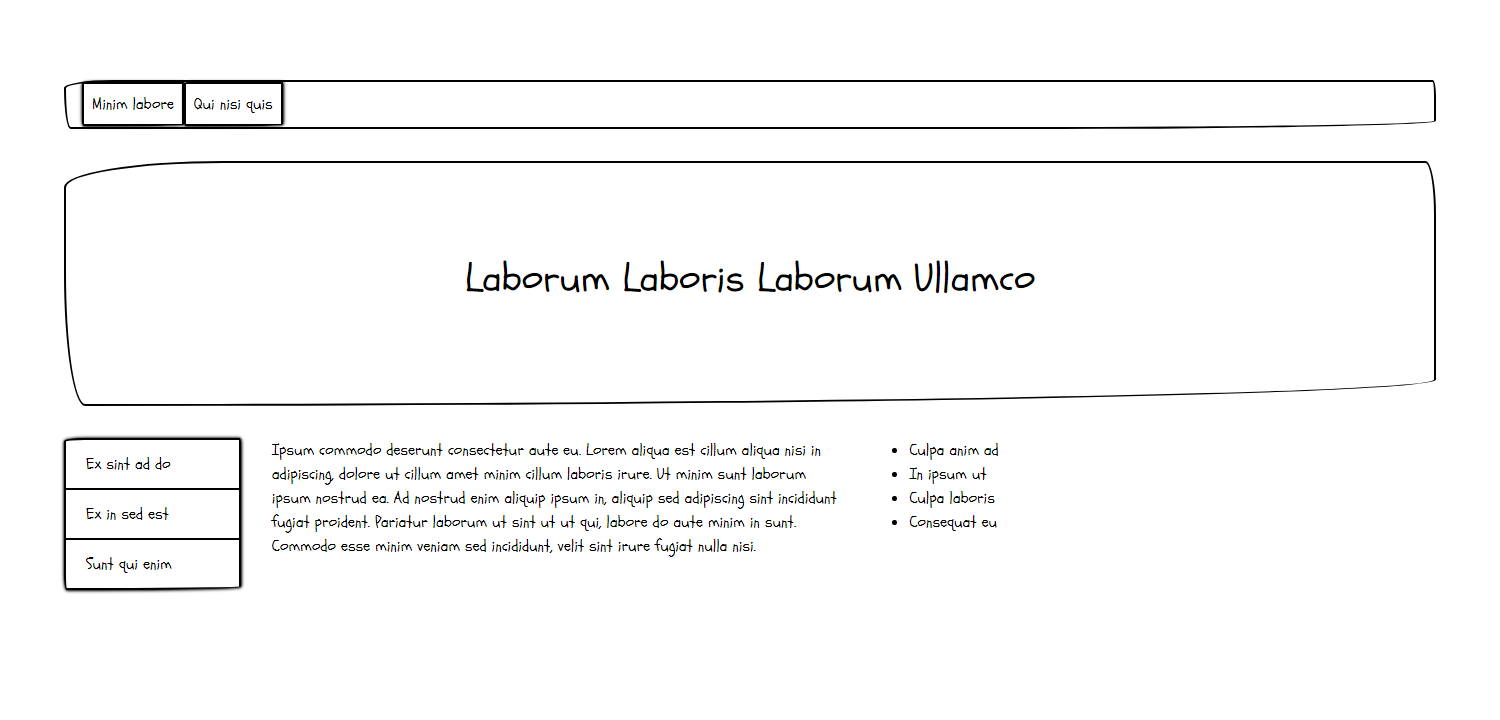 Minim labore Qui nisi quis
Laborum Laboris Laborum Ullamco
Ex sint ad do
Ex in sed est
Sunt qui enim
Ipsum commodo deserunt consectetur aute eu. Lorem aliqua est cillum aliqua nisi in
adipiscing, dolore ut cillum amet minim cillum laboris irure. Ut minim sunt laborum
ipsum nostrud ea. Ad nostrud enim aliquip ipsum in, aliquip sed adipiscing sint incididunt
fugiat proident. Pariatur laborum ut sint ut ut qui, labore do aute minim in sunt.
Commodo esse minim veniam sed incididunt, velit sint irure fugiat nulla nisi.
Culpa anim ad
In ipsum ut
Culpa laboris
Consequat eu